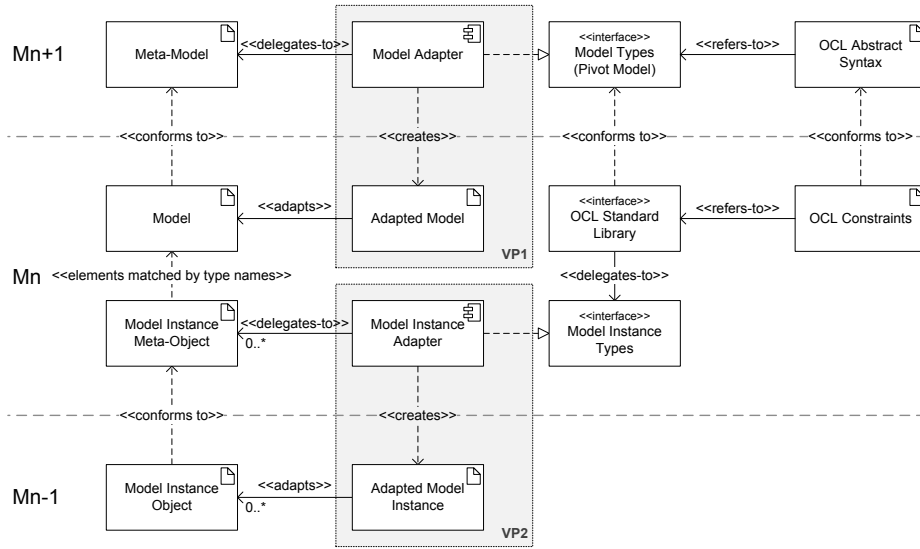 Mn+1
Meta-Model
<<delegates-to>>
Model Adapter
<<interface>>
Model Types
(Pivot Model)
<<refers-to>>
OCL Abstract
Syntax
<<conforms to>>
<<creates>>
<<conforms to>>
<<conforms to>>
Model
<<adapts>>
Adapted Model
<<interface>>
OCL Standard
Library
<<refers-to>>
OCL Constraints
VP1
Mn
<<elements matched by type names>>
<<delegates-to>>
Model Instance
Meta-Object
<<delegates-to>>
0..*
Model Instance
Adapter
<<interface>>
Model Instance
Types
<<conforms to>>
<<creates>>
Mn-1
Model Instance
Object
<<adapts>>
0..*
Adapted Model
Instance
VP2